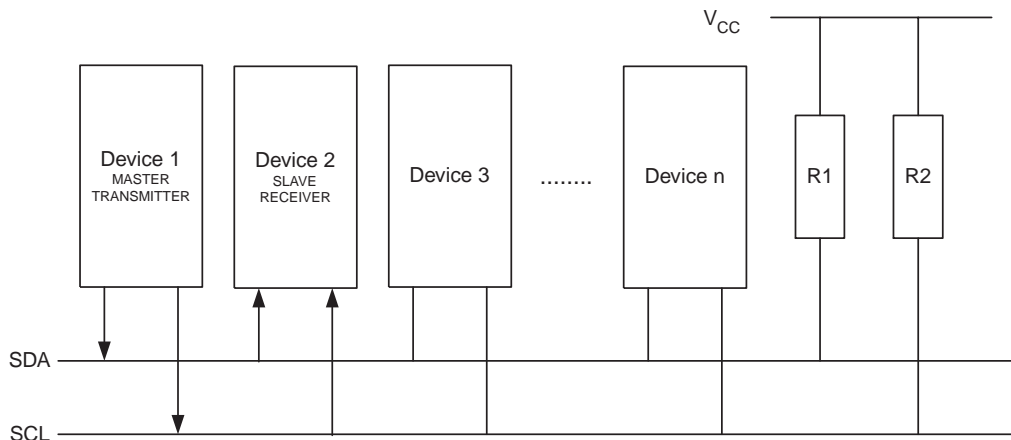 VCC
Device 1
MASTER
TRANSMITTER
Device 2
SLAVE
RECEIVER
Device 3
........
Device n
R1
R2
SDA
SCL